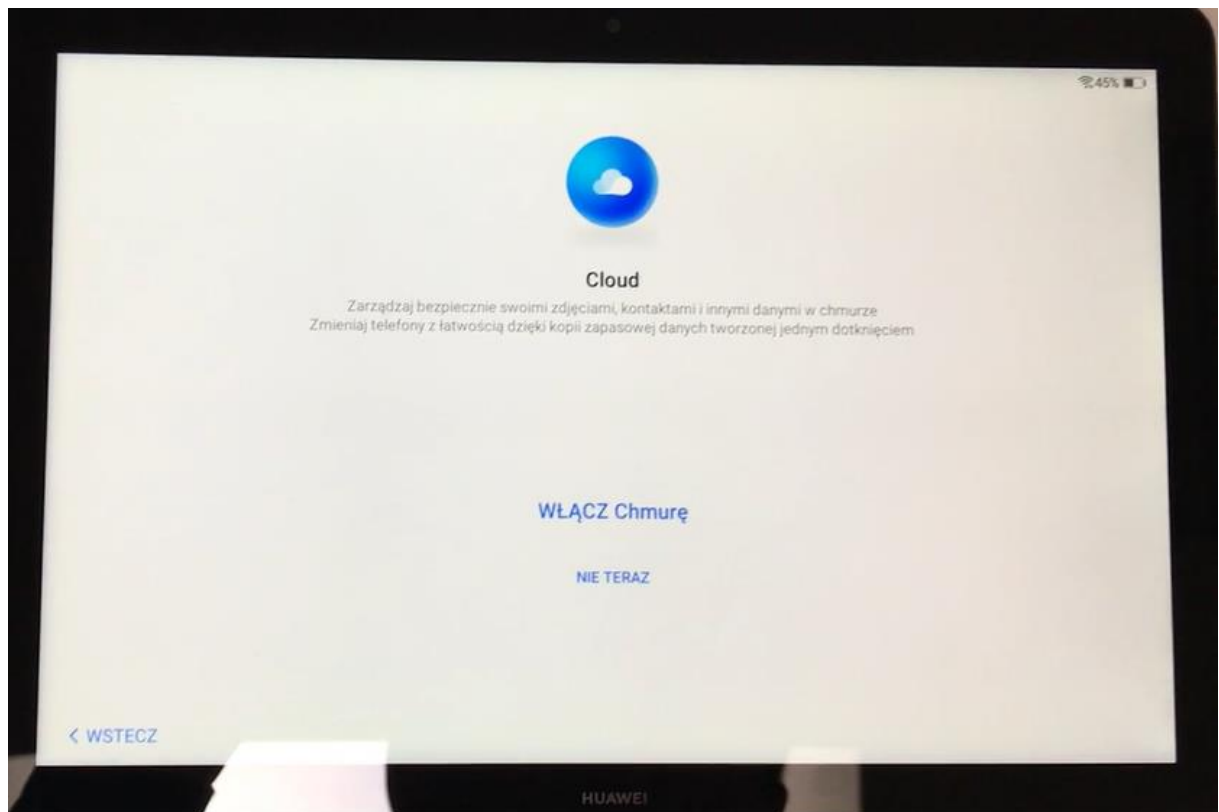 45%
Cloud
Zarządzaj bezpiecznie swoimi zdjęciami, kontaktami i innymi danymi w chmurze
Zmieniaj telefony z łatwością dzięki kopii zapasowej danych tworzonej jednym dotknięciem
WŁĄCZ Chmurę
NIE TERAZ
< WSTECZ
HUAWEI